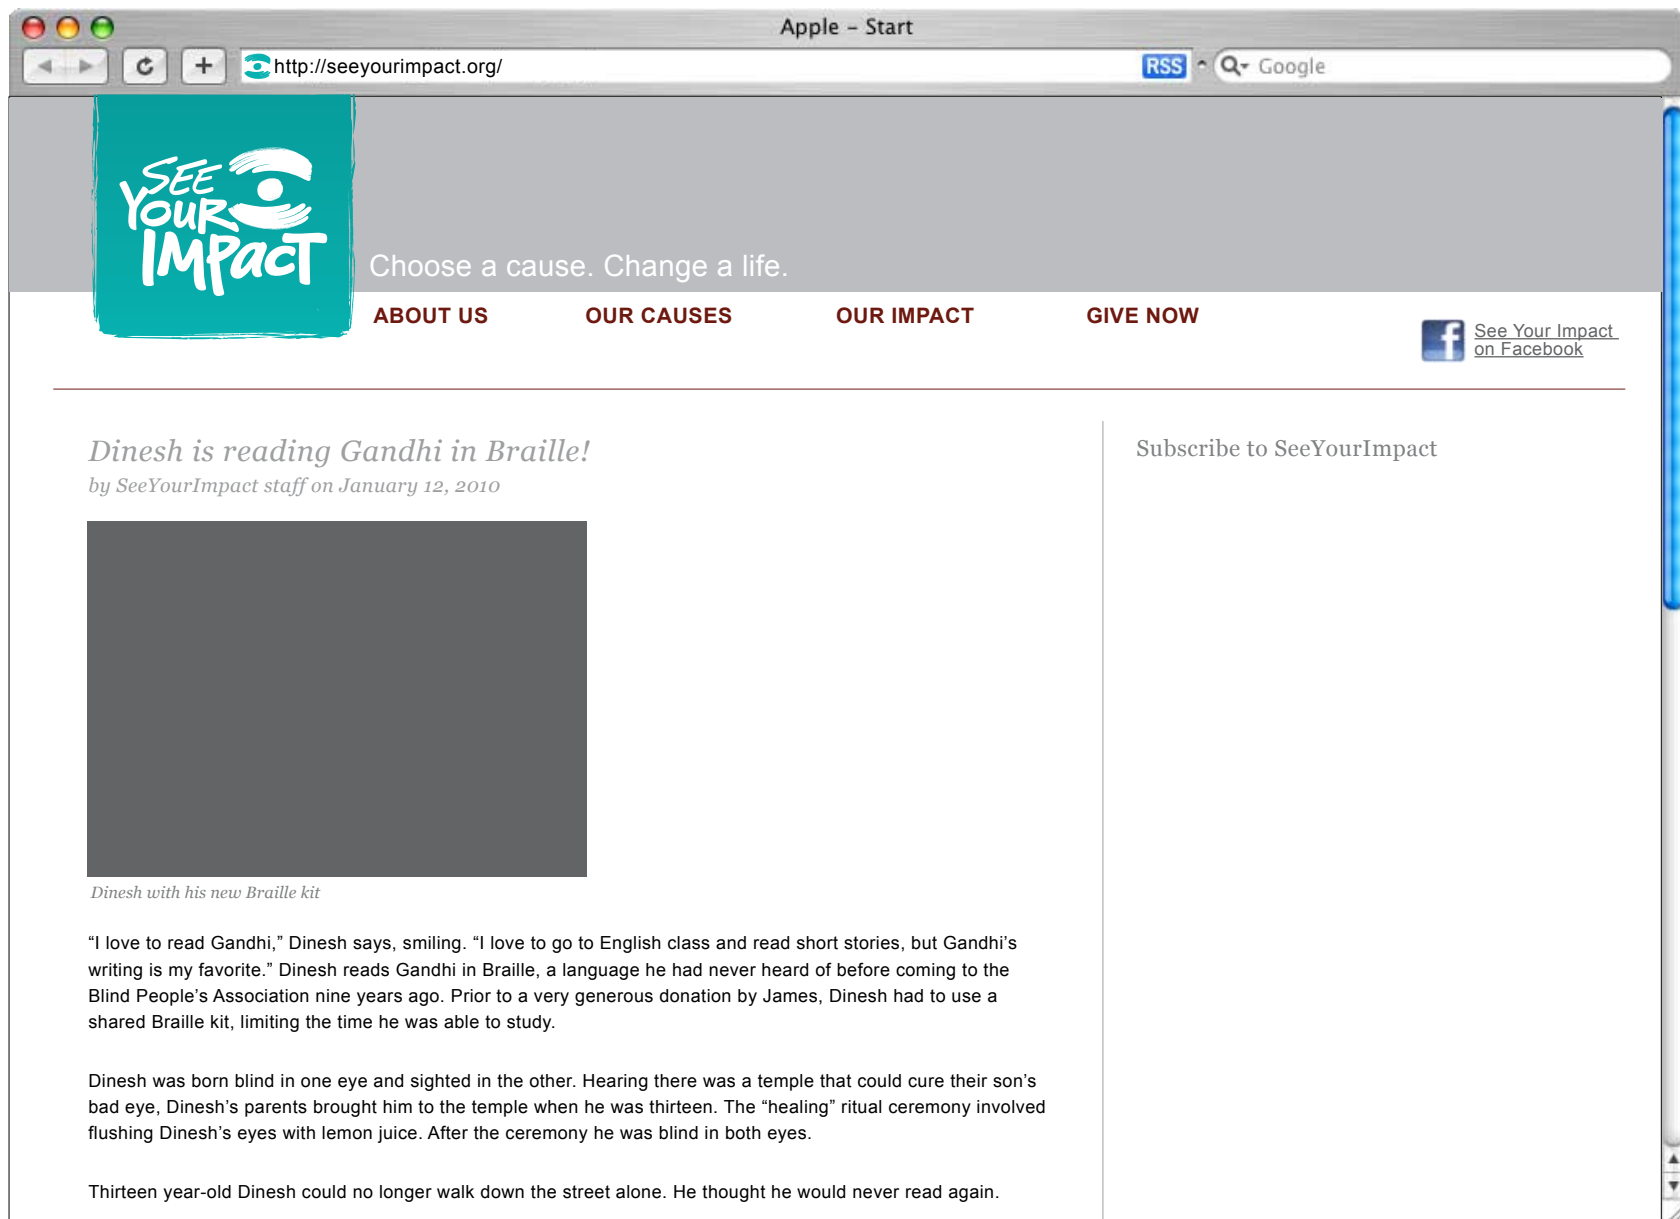 Apple – Start
http://seeyourimpact.org/
RSS
Google
SEE
YOUR
IMPACT
Choose a cause. Change a life.
ABOUT US
OUR CAUSES
OUR IMPACT
GIVE NOW
See Your Impact
on Facebook
Dinesh is reading Gandhi in Braille!
by SeeYourImpact staff on January 12, 2010
Subscribe to SeeYourImpact
Dinesh with his new Braille kit
“I love to read Gandhi,” Dinesh says, smiling. “I love to go to English class and read short stories, but Gandhi’s
writing is my favorite.” Dinesh reads Gandhi in Braille, a language he had never heard of before coming to the
Blind People’s Association nine years ago. Prior to a very generous donation by James, Dinesh had to use a
shared Braille kit, limiting the time he was able to study.
Dinesh was born blind in one eye and sighted in the other. Hearing there was a temple that could cure their son’s
bad eye, Dinesh’s parents brought him to the temple when he was thirteen. The “healing” ritual ceremony involved
flushing Dinesh’s eyes with lemon juice. After the ceremony he was blind in both eyes.
Thirteen year-old Dinesh could no longer walk down the street alone. He thought he would never read again.